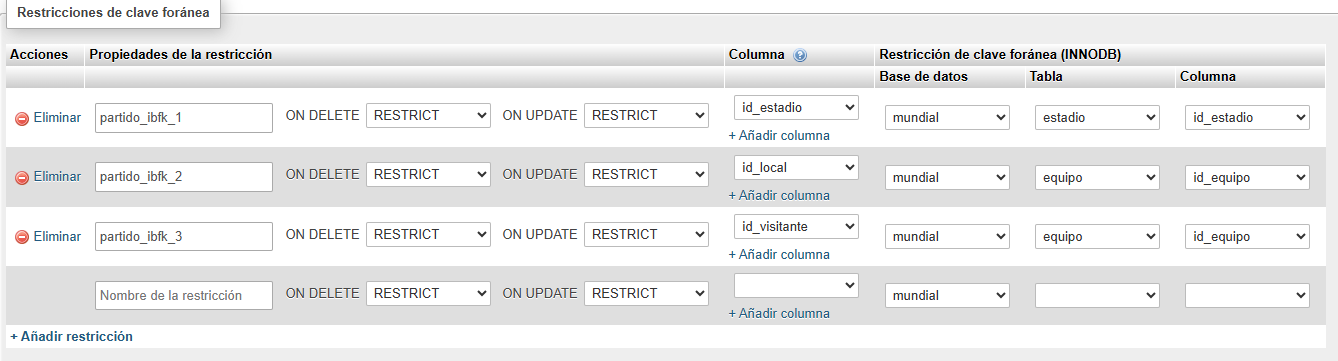 Restricciones de clave foránea
Acciones Propiedades de la restricción Columna Restricción de clave foránea (INNODB)
Base de datos Tabla Columna
Eliminar partido_ibfk_1 ON DELETE RESTRICT ON UPDATE RESTRICT id_estadio mundial estadio id_estadio
+ Añadir columna
Eliminar partido_ibfk_2 ON DELETE RESTRICT ON UPDATE RESTRICT id_local mundial equipo id_equipo
+ Añadir columna
Eliminar partido_ibfk_3 ON DELETE RESTRICT ON UPDATE RESTRICT id_visitante mundial equipo id_equipo
+ Añadir columna
Nombre de la restricción ON DELETE RESTRICT ON UPDATE RESTRICT mundial
+ Añadir columna
+ Añadir restricción